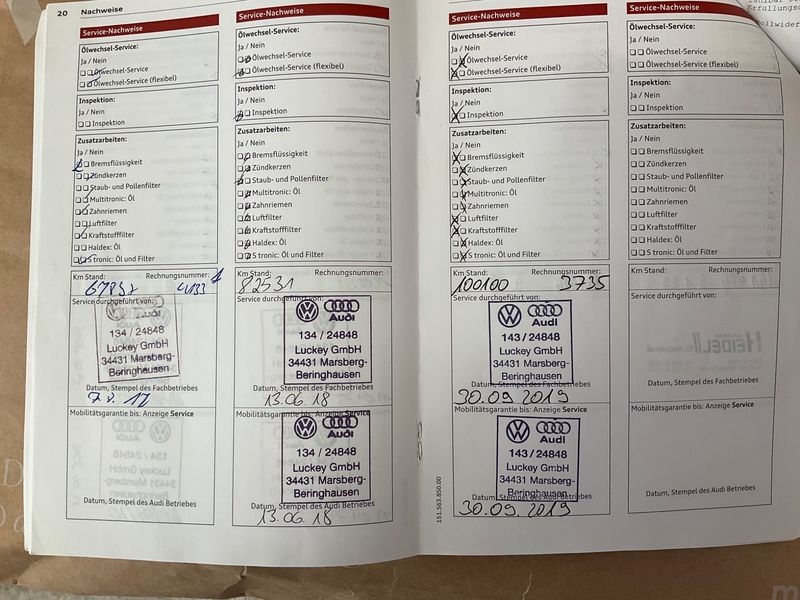 20 Nachweise
Service-Nachweise
Ölwechsel-Service:
Ja / Nein
Ölwechsel-Service
Ölwechsel-Service (flexibel)
Inspektion:
Ja / Nein
Inspektion
Zusatzarbeiten:
Ja / Nein
Bremsflüssigkeit
Zündkerzen
Staub- und Pollenfilter
Multitronic: Öl
Zahnriemen
Luftfilter
Kraftstofffilter
Haldex: Öl
S tronic: Öl und Filter
Km Stand: Rechnungsnummer:
Service durchgeführt von:
Audi
134 / 24848
Luckey GmbH
34431 Marsberg-
Beringhausen
Datum, Stempel des Fachbetriebes
Mobilitätsgarantie bis: Anzeige Service
Datum, Stempel des Audi Betriebes
Service-Nachweise
Ölwechsel-Service:
Ja / Nein
Ölwechsel-Service
Ölwechsel-Service (flexibel)
Inspektion:
Ja / Nein
Inspektion
Zusatzarbeiten:
Ja / Nein
Bremsflüssigkeit
Zündkerzen
Staub- und Pollenfilter
Multitronic: Öl
Zahnriemen
Luftfilter
Kraftstofffilter
Haldex: Öl
S tronic: Öl und Filter
Km Stand: Rechnungsnummer:
82531
Service durchgeführt von:
Audi
134 / 24848
Luckey GmbH
34431 Marsberg-
Beringhausen
Datum, Stempel des Fachbetriebes
13.06.18
Mobilitätsgarantie bis: Anzeige Service
Audi
134 / 24848
Luckey GmbH
34431 Marsberg-
Beringhausen
Datum, Stempel des Audi Betriebes
13.06.18
Service-Nachweise
Ölwechsel-Service:
Ja / Nein
Ölwechsel-Service
Ölwechsel-Service (flexibel)
Inspektion:
Ja / Nein
Inspektion
Zusatzarbeiten:
Ja / Nein
Bremsflüssigkeit
Zündkerzen
Staub- und Pollenfilter
Multitronic: Öl
Zahnriemen
Luftfilter
Kraftstofffilter
Haldex: Öl
S tronic: Öl und Filter
Km Stand: Rechnungsnummer:
100100 3735
Service durchgeführt von:
Audi
143 / 24848
Luckey GmbH
34431 Marsberg-
Beringhausen
Datum, Stempel des Fachbetriebes
30.09.2019
Mobilitätsgarantie bis: Anzeige Service
Audi
143 / 24848
Luckey GmbH
34431 Marsberg-
Beringhausen
Datum, Stempel des Audi Betriebes
30.09.2019
151.563.850.00
Service-Nachweise
Ölwechsel-Service:
Ja / Nein
Ölwechsel-Service
Ölwechsel-Service (flexibel)
Inspektion:
Ja / Nein
Inspektion
Zusatzarbeiten:
Ja / Nein
Bremsflüssigkeit
Zündkerzen
Staub- und Pollenfilter
Multitronic: Öl
Zahnriemen
Luftfilter
Kraftstofffilter
Haldex: Öl
S tronic: Öl und Filter
Km Stand: Rechnungsnummer:
Service durchgeführt von:
Datum, Stempel des Fachbetriebes
Mobilitätsgarantie bis: Anzeige Service
Datum, Stempel des Audi Betriebes